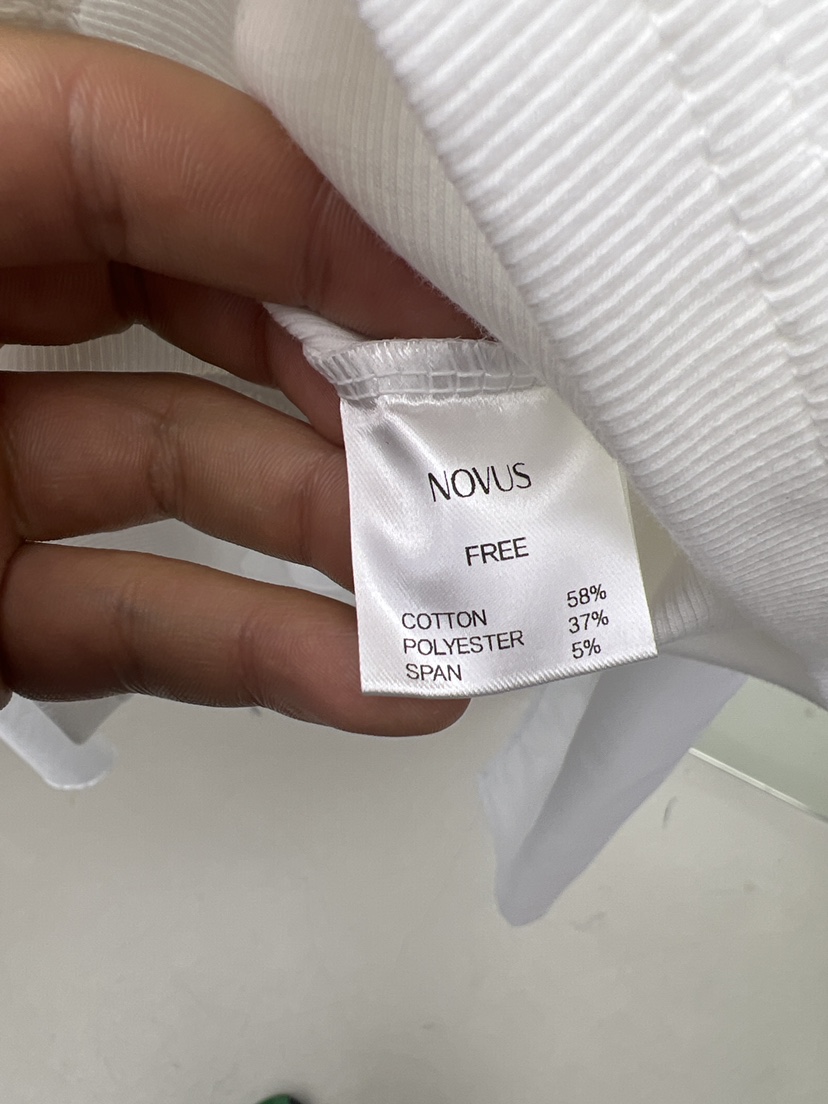 NOVUS
FREE
COTTON 58%
POLYESTER 37%
SPAN 5%